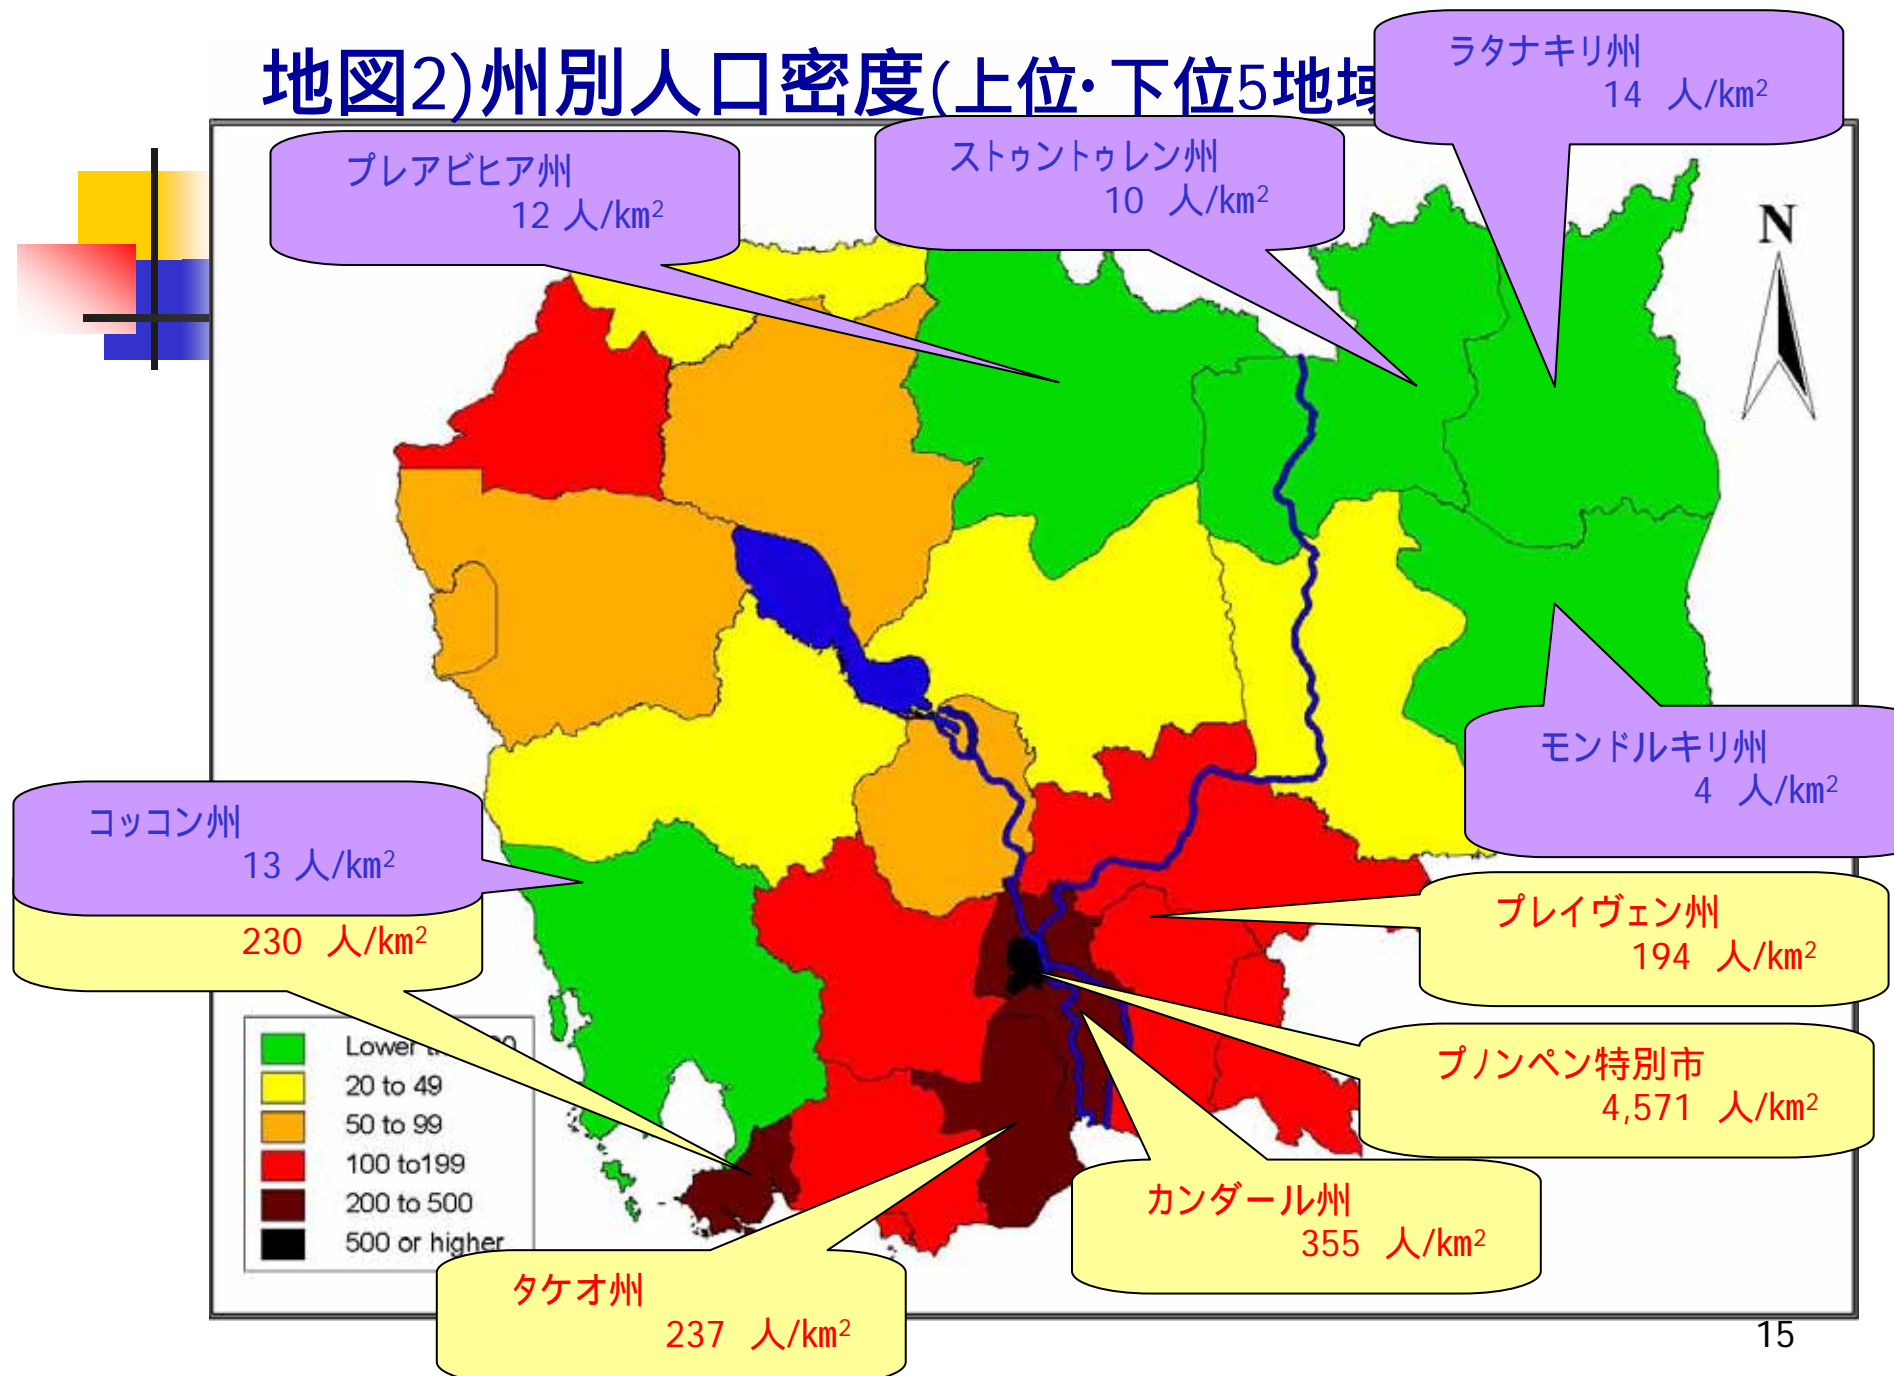 地図2)州別人口密度(上位・下位5地域
ラタナキリ州
14 人/km²
プレアビヒア州
12 人/km²
ストゥントゥレン州
10 人/km²
N
モンドルキリ州
4 人/km²
コッコン州
13 人/km²
230 人/km²
プレイヴェン州
194 人/km²
プノンペン特別市
4,571 人/km²
カンダール州
355 人/km²
タケオ州
237 人/km²
Lower
20 to 49
50 to 99
100 to199
200 to 500
500 or higher
15